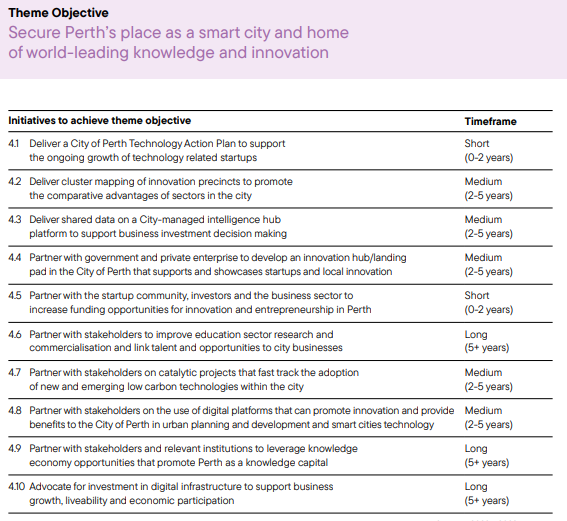 Theme Objective
Secure Perth's place as a smart city and home
of world-leading knowledge and innovation
Initiatives to achieve theme objective Timeframe
4.1 Deliver a City of Perth Technology Action Plan to support Short
the ongoing growth of technology related startups (0-2 years)
4.2 Deliver cluster mapping of innovation precincts to promote Medium
the comparative advantages of sectors in the city (2-5 years)
4.3 Deliver shared data on a City-managed intelligence hub Medium
platform to support business investment decision making (2-5 years)
4.4 Partner with government and private enterprise to develop an innovation hub/landing Medium
pad in the City of Perth that supports and showcases startups and local innovation (2-5 years)
4.5 Partner with the startup community, investors and the business sector to Short
increase funding opportunities for innovation and entrepreneurship in Perth (0-2 years)
4.6 Partner with stakeholders to improve education sector research and Long
commercialisation and link talent and opportunities to city businesses (5+ years)
4.7 Partner with stakeholders on catalytic projects that fast track the adoption Medium
of new and emerging low carbon technologies within the city (2-5 years)
4.8 Partner with stakeholders on the use of digital platforms that can promote innovation and provide Medium
benefits to the City of Perth in urban planning and development and smart cities technology (2-5 years)
4.9 Partner with stakeholders and relevant institutions to leverage knowledge Long
economy opportunities that promote Perth as a knowledge capital (5+ years)
4.10 Advocate for investment in digital infrastructure to support business Long
growth, liveability and economic participation (5+ years)